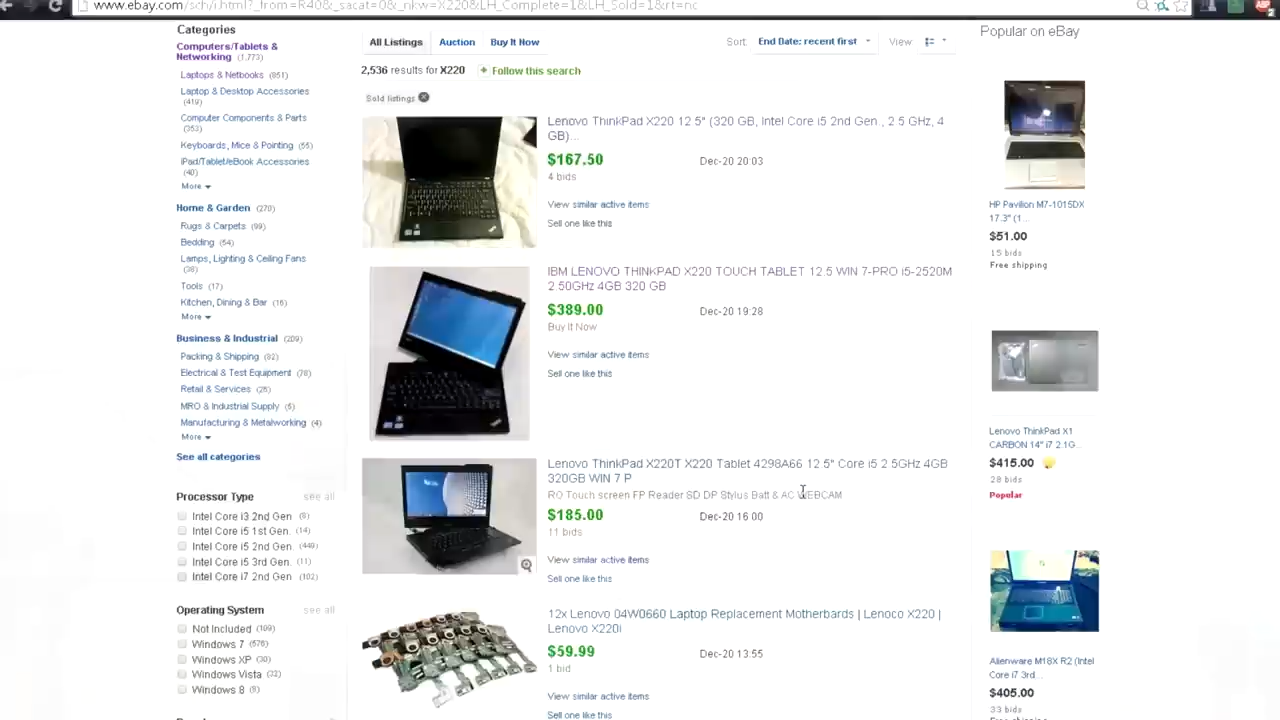 www.ebay.com/sch/i.html?_from=R40&_sacat=0&_nkw=X220&LH_Complete=1&LH_Sold=1&rt=nc
Categories
Computers/Tablets &
Networking (1,773)
Laptops & Netbooks (851)
Laptop & Desktop Accessories
(419)
Computer Components & Parts
(353)
Keyboards, Mice & Pointing (55)
iPad/Tablet/eBook Accessories
(40)
More
Home & Garden (270)
Rugs & Carpets (99)
Bedding (54)
Lamps, Lighting & Ceiling Fans
(38)
Tools (17)
Kitchen, Dining & Bar (16)
More
Business & Industrial (209)
Packing & Shipping (82)
Electrical & Test Equipment (70)
Retail & Services (26)
MRO & Industrial Supply (6)
Manufacturing & Metalworking (4)
More
See all categories
Processor Type see all
Intel Core i3 2nd Gen (9)
Intel Core i5 1st Gen. (14)
Intel Core i5 2nd Gen. (449)
Intel Core i5 3rd Gen. (11)
Intel Core i7 2nd Gen (102)
Operating System see all
Not Included (109)
Windows 7 (576)
Windows XP (30)
Windows Vista (32)
Windows 8 (9)
All Listings Auction Buy It Now
Sort: End Date: recent first View:
2,536 results for X220 + Follow this search
Sold listings
Lenovo ThinkPad X220 12 5" (320 GB, Intel Core i5 2nd Gen., 2.5 GHz, 4
GB)...
$167.50 Dec-20 20:03
4 bids
View similar active items
Sell one like this
IBM LENOVO THINKPAD X220 TOUCH TABLET 12.5 WIN 7-PRO i5-2520M
2.50GHz 4GB 320 GB
$389.00 Dec-20 19:28
Buy It Now
View similar active items
Sell one like this
Lenovo ThinkPad X220T X220 Tablet 4298A66 12.5" Core i5 2 5GHz 4GB
320GB WIN 7 P
RO Touch screen FP Reader SD DP Stylus Batt & AC WEBCAM
$185.00 Dec-20 16:00
11 bids
View similar active items
Sell one like this
12x Lenovo 04W0660 Laptop Replacement Motherbards | Lenoco X220 |
Lenovo X220i
$59.99 Dec-20 13:55
1 bid
View similar active items
Sell one like this
Popular on eBay
HP Pavilion M7-1015DX
17.3" (1...
$51.00
15 bids
Free shipping
Lenovo ThinkPad X1
CARBON 14" i7 2.1G...
$415.00
28 bids
Popular
Alienware M18X R2 (Intel
Core i7 3rd...
$405.00
33 bids